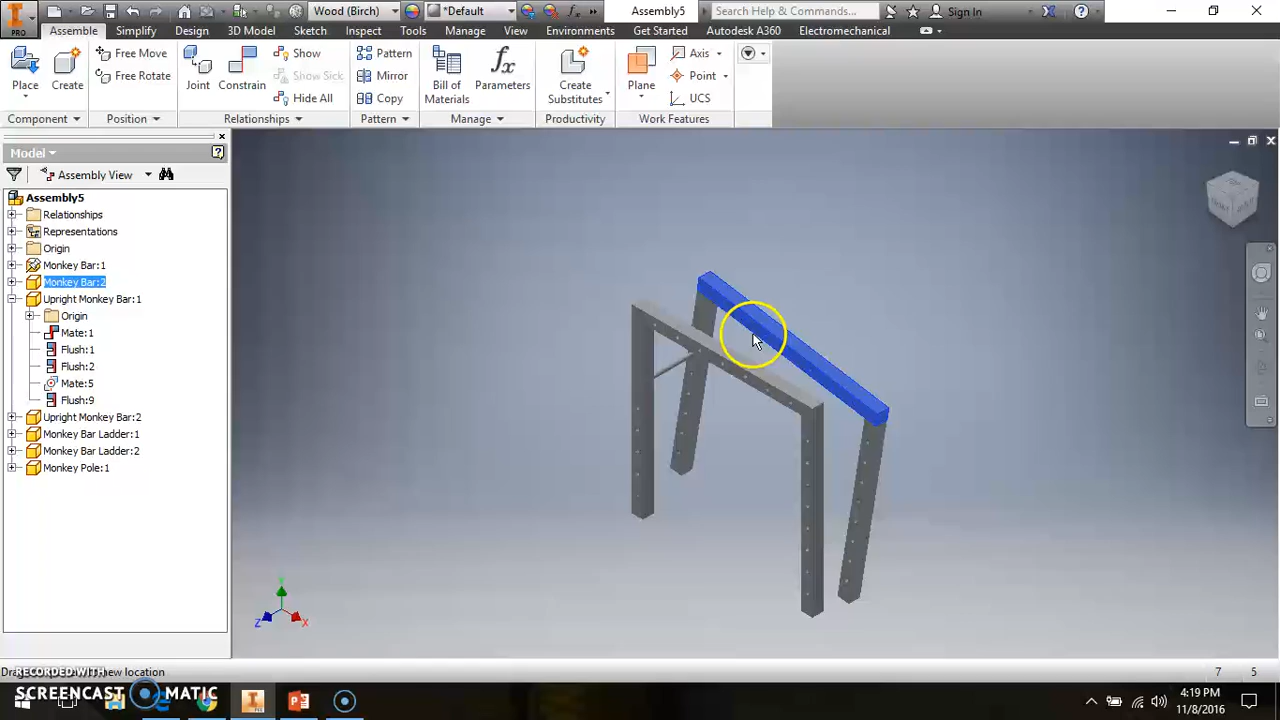 Wood (Birch)
*Default
Assembly5
Search Help & Commands...
Sign In
PRO
Assemble Simplify Design 3D Model Sketch Inspect Tools Manage View Environments Get Started Autodesk A360 Electromechanical
Place
Create
Free Move
Free Rotate
Joint
Constrain
Show
Show Sick
Hide All
Pattern
Mirror
Copy
Bill of Materials
fx
Parameters
Create Substitutes
Plane
Axis
Point
UCS
Component
Position
Relationships
Pattern
Manage
Productivity
Work Features
Model
Assembly View
Assembly5
Relationships
Representations
Origin
Monkey Bar:1
Monkey Bar:2
Upright Monkey Bar:1
Origin
Mate:1
Flush:1
Flush:2
Mate:5
Flush:9
Upright Monkey Bar:2
Monkey Bar Ladder:1
Monkey Bar Ladder:2
Monkey Pole:1
Z
X
new location
7 5
RECORDED WITH
SCREENCAST MATIC
4:19 PM
11/8/2016